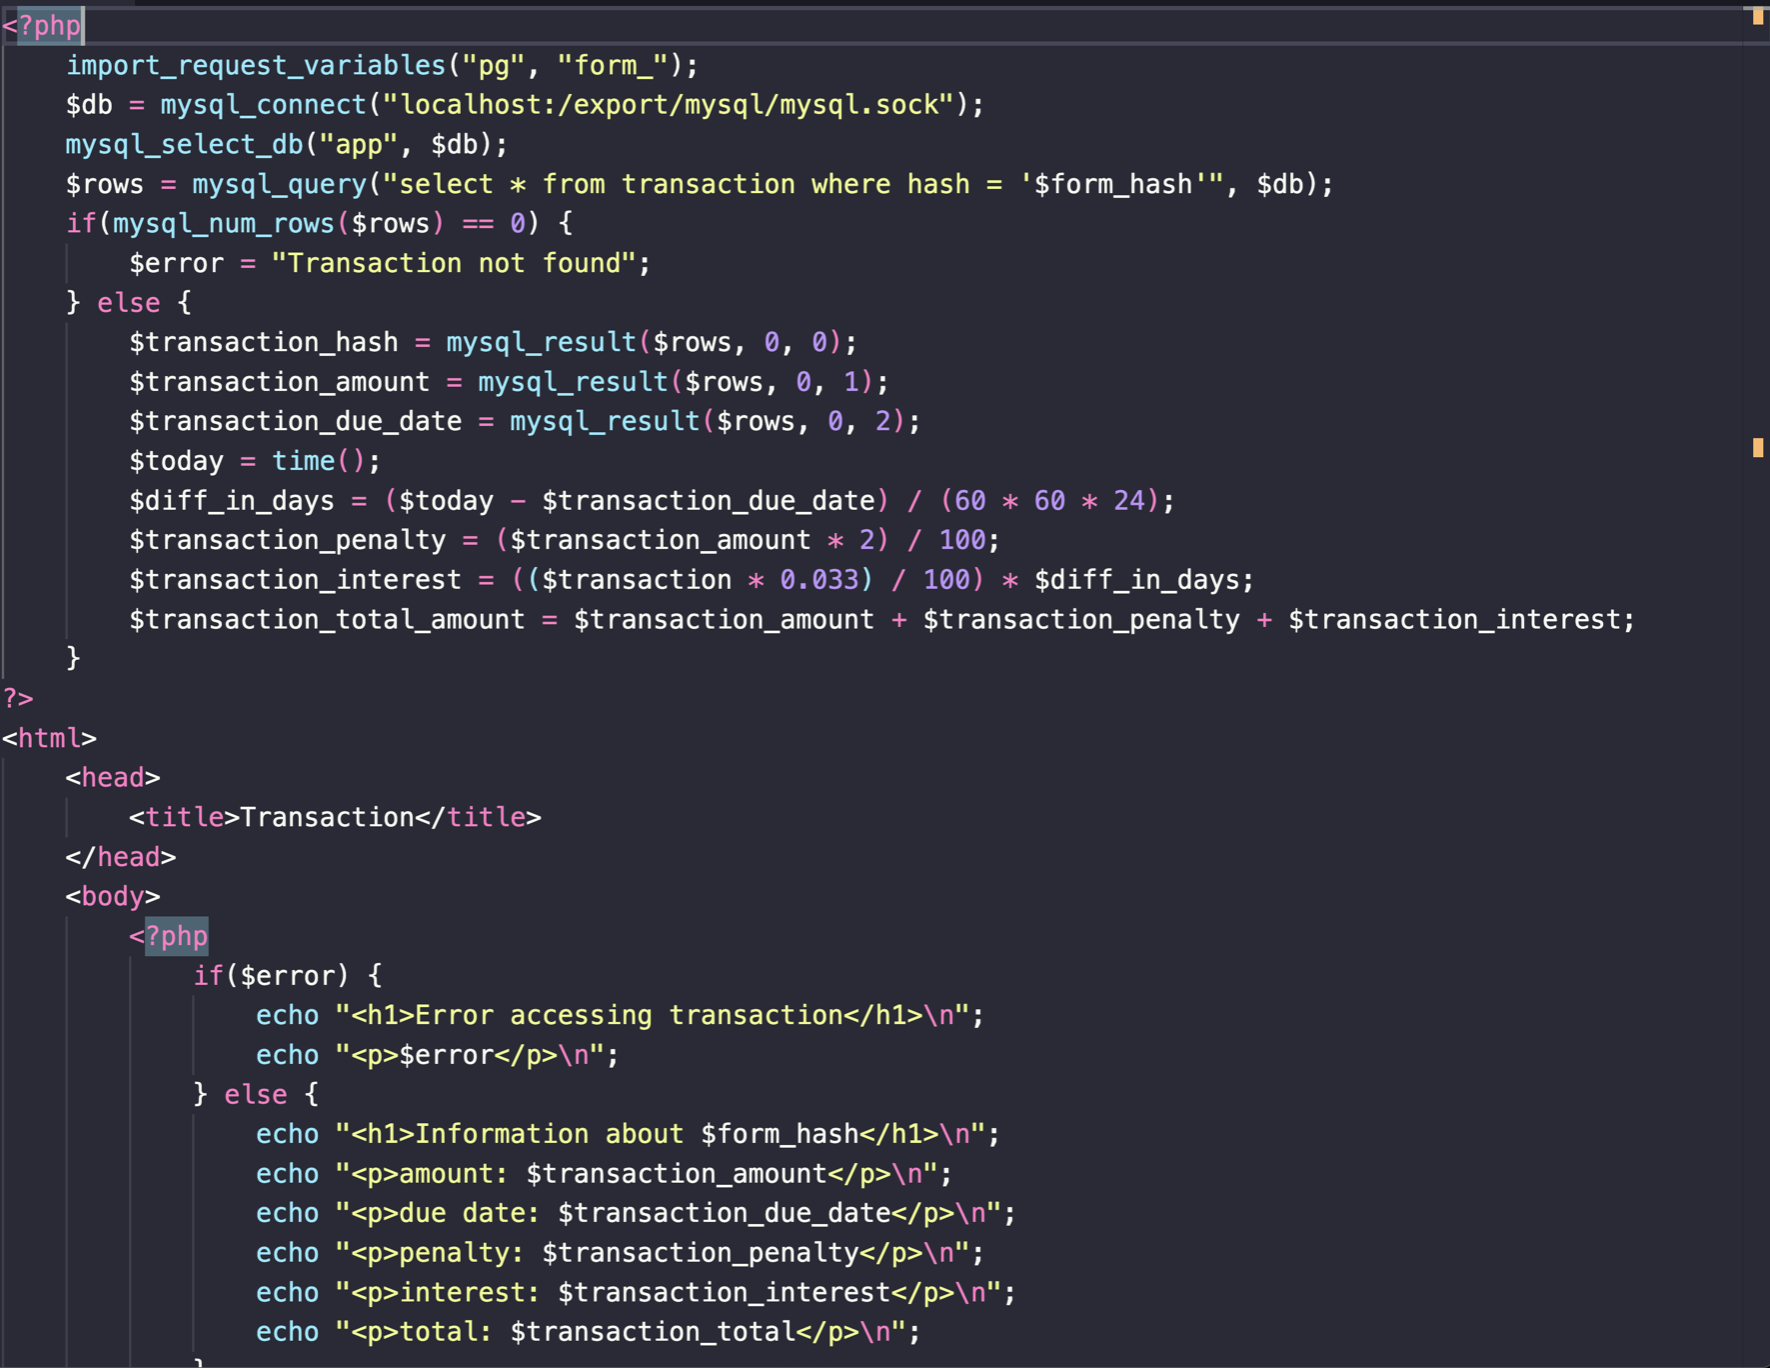 <?php
    import_request_variables("pg", "form_");
    $db = mysql_connect("localhost:/export/mysql/mysql.sock");
    mysql_select_db("app", $db);
    $rows = mysql_query("select * from transaction where hash = '$form_hash'", $db);
    if(mysql_num_rows($rows) == 0) {
        $error = "Transaction not found";
    } else {
        $transaction_hash = mysql_result($rows, 0, 0);
        $transaction_amount = mysql_result($rows, 0, 1);
        $transaction_due_date = mysql_result($rows, 0, 2);
        $today = time();
        $diff_in_days = ($today - $transaction_due_date) / (60 * 60 * 24);
        $transaction_penalty = ($transaction_amount * 2) / 100;
        $transaction_interest = (($transaction * 0.033) / 100) * $diff_in_days;
        $transaction_total_amount = $transaction_amount + $transaction_penalty + $transaction_interest;
    }
?>
<html>
    <head>
        <title>Transaction</title>
    </head>
    <body>
        <?php
            if($error) {
                echo "<h1>Error accessing transaction</h1>\n";
                echo "<p>$error</p>\n";
            } else {
                echo "<h1>Information about $form_hash</h1>\n";
                echo "<p>amount: $transaction_amount</p>\n";
                echo "<p>due date: $transaction_due_date</p>\n";
                echo "<p>penalty: $transaction_penalty</p>\n";
                echo "<p>interest: $transaction_interest</p>\n";
                echo "<p>total: $transaction_total</p>\n";
            }